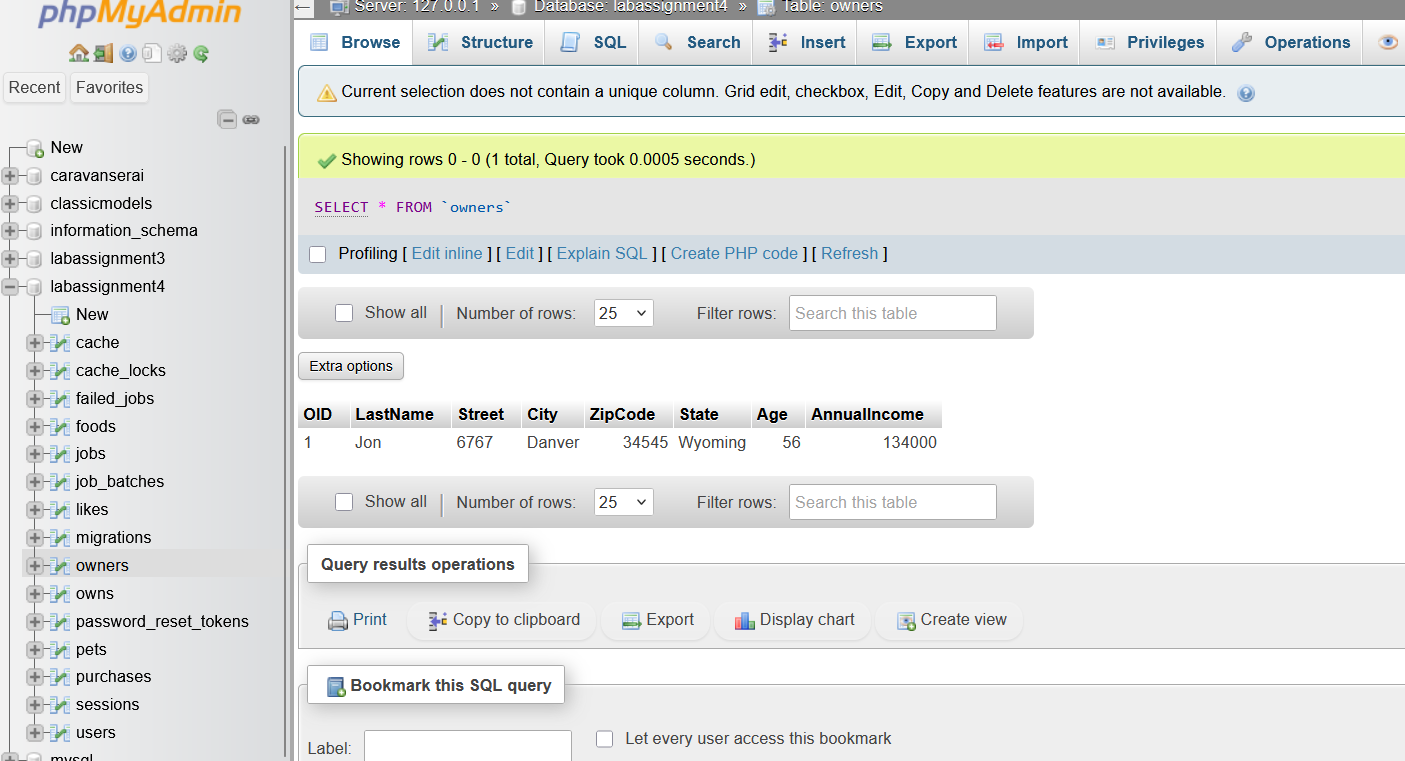 phpMyAdmin
Recent Favorites
New
caravanserai
classicmodels
information_schema
labassignment3
labassignment4
New
cache
cache_locks
failed_jobs
foods
jobs
job_batches
likes
migrations
owners
owns
password_reset_tokens
pets
purchases
sessions
users
mysql
Server: 127.0.0.1 » Database: labassignment4 » Table: owners
Browse Structure SQL Search Insert Export Import Privileges Operations
Current selection does not contain a unique column. Grid edit, checkbox, Edit, Copy and Delete features are not available.
Showing rows 0 - 0 (1 total, Query took 0.0005 seconds.)
SELECT * FROM `owners`
Profiling [ Edit inline ] [ Edit ] [ Explain SQL ] [ Create PHP code ] [ Refresh ]
Show all | Number of rows: 25 Filter rows: Search this table
Extra options
OID LastName Street City ZipCode State Age AnnualIncome
1 Jon 6767 Danver 34545 Wyoming 56 134000
Show all | Number of rows: 25 Filter rows: Search this table
Query results operations
Print Copy to clipboard Export Display chart Create view
Bookmark this SQL query
Label: Let every user access this bookmark